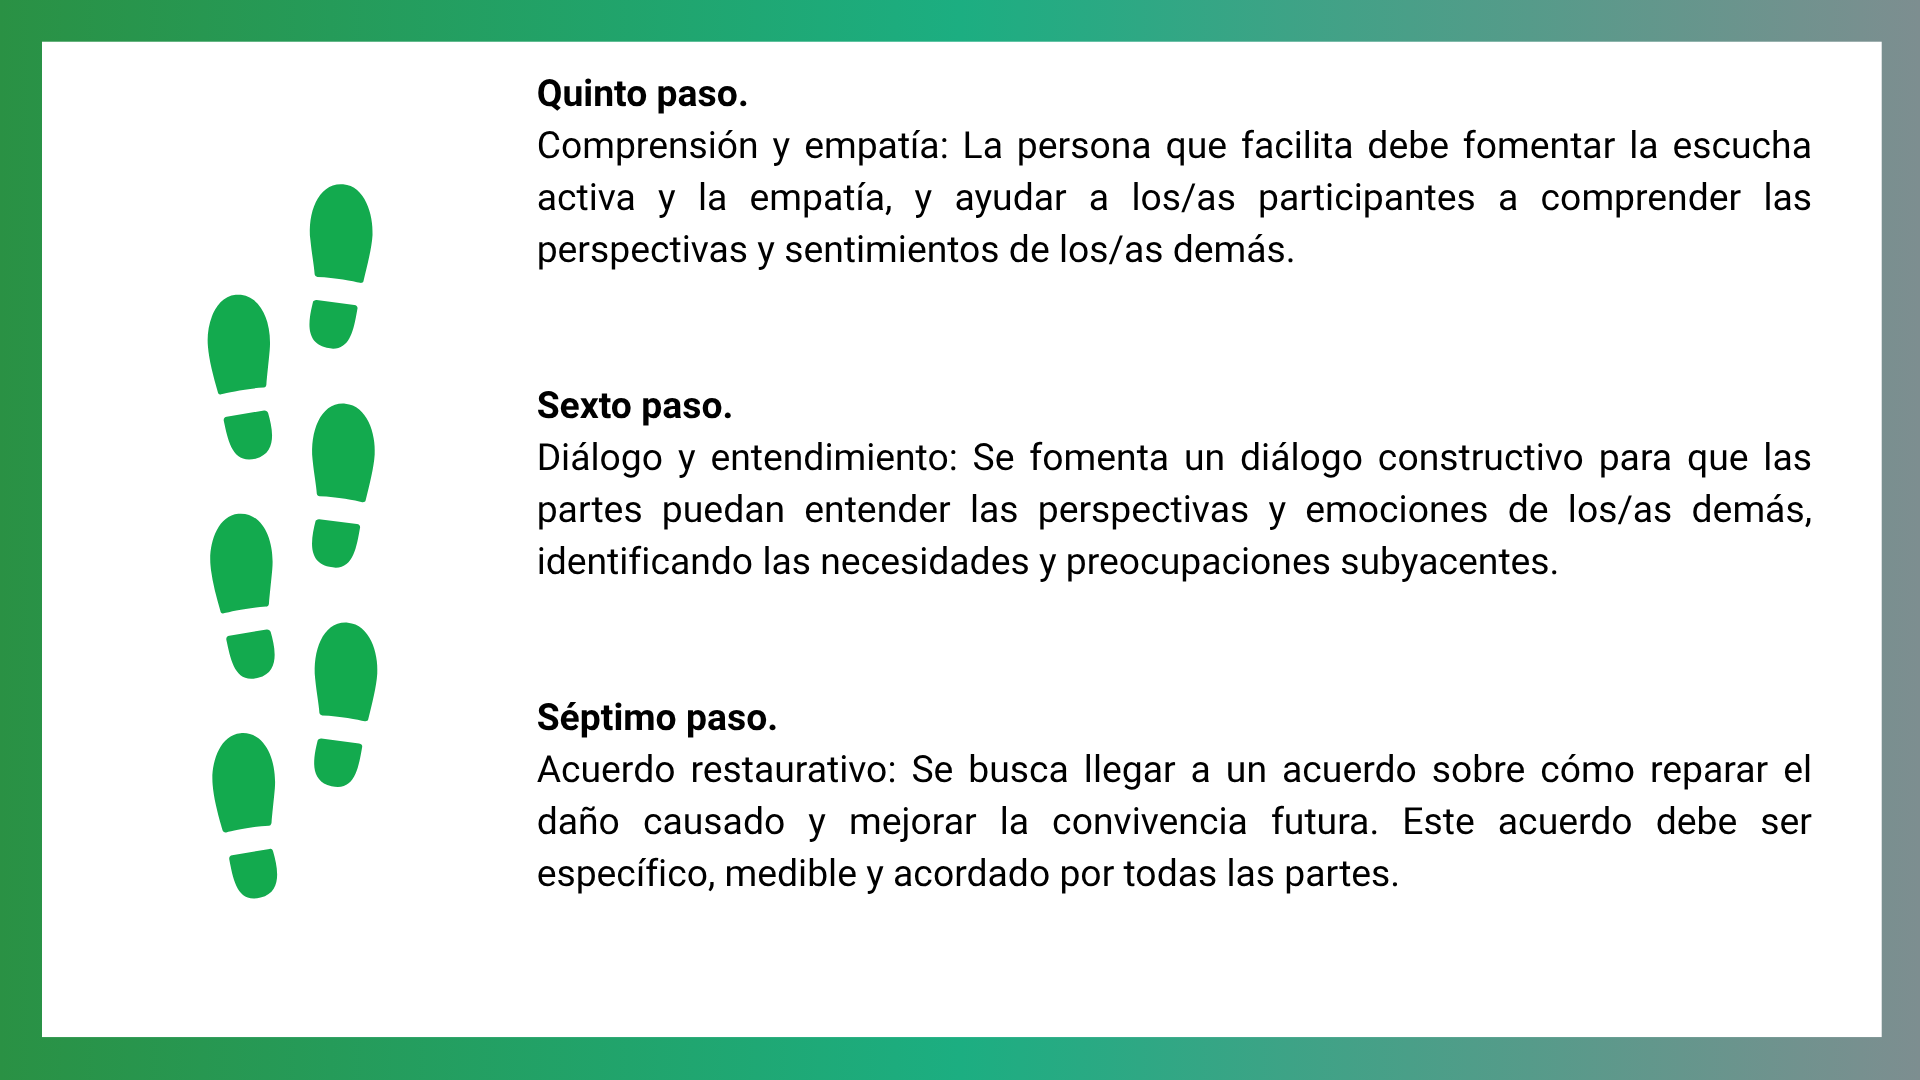 Quinto paso.
Comprensión y empatía: La persona que facilita debe fomentar la escucha
activa y la empatía, y ayudar a los/as participantes a comprender las
perspectivas y sentimientos de los/as demás.
Sexto paso.
Diálogo y entendimiento: Se fomenta un diálogo constructivo para que las
partes puedan entender las perspectivas y emociones de los/as demás,
identificando las necesidades y preocupaciones subyacentes.
Séptimo paso.
Acuerdo restaurativo: Se busca llegar a un acuerdo sobre cómo reparar el
daño causado y mejorar la convivencia futura. Este acuerdo debe ser
específico, medible y acordado por todas las partes.